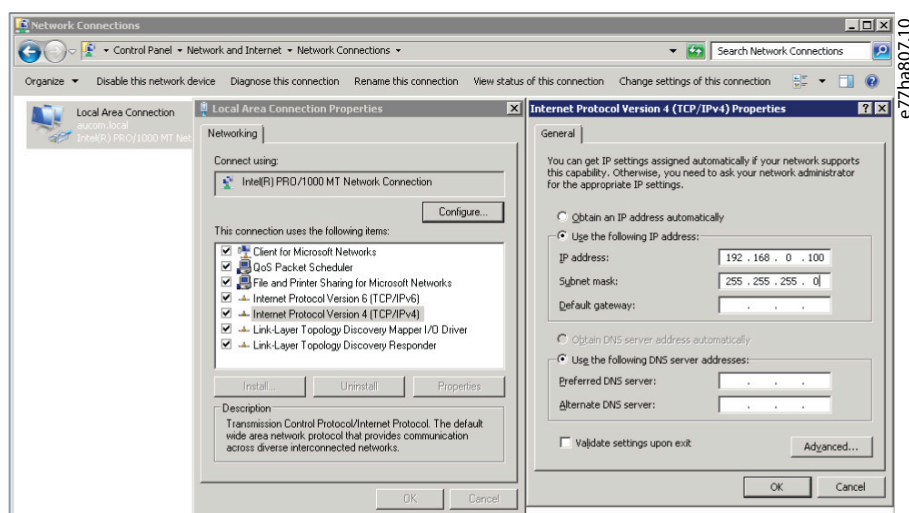 Network Connections
Control Panel Network and Internet Network Connections
Search Network Connections
Organize Disable this network device Diagnose this connection Rename this connection View status of this connection Change settings of this connection
Local Area Connection
aucom.local
Intel(R) PRO/1000 MT Net
Local Area Connection Properties
Networking
Connect using:
Intel(R) PRO/1000 MT Network Connection
Configure...
This connection uses the following items:
Client for Microsoft Networks
QoS Packet Scheduler
File and Printer Sharing for Microsoft Networks
Internet Protocol Version 6 (TCP/IPv6)
Internet Protocol Version 4 (TCP/IPv4)
Link-Layer Topology Discovery Mapper I/O Driver
Link-Layer Topology Discovery Responder
Install... Uninstall Properties
Description
Transmission Control Protocol/Internet Protocol. The default
wide area network protocol that provides communication
across diverse interconnected networks.
OK Cancel
Internet Protocol Version 4 (TCP/IPv4) Properties
General
You can get IP settings assigned automatically if your network supports
this capability. Otherwise, you need to ask your network administrator
for the appropriate IP settings.
Obtain an IP address automatically
Use the following IP address:
IP address: 192 . 168 . 0 . 100
Subnet mask: 255 . 255 . 255 . 0
Default gateway: . . .
Obtain DNS server address automatically
Use the following DNS server addresses:
Preferred DNS server: . . .
Alternate DNS server: . . .
Validate settings upon exit
Advanced...
OK Cancel
e77ha807.10